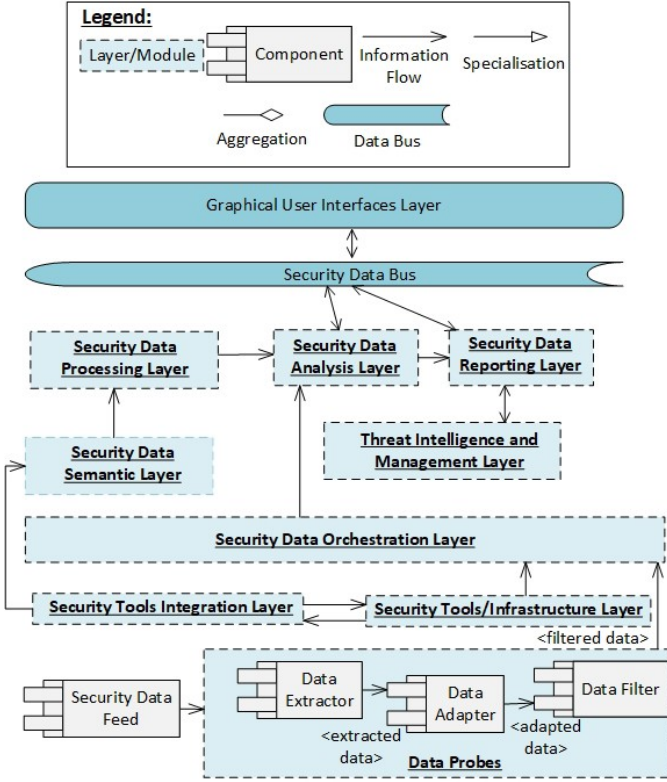 Legend:
Layer/Module
Component
Information
Flow
Specialisation
Aggregation
Data Bus
Graphical User Interfaces Layer
Security Data Bus
Security Data
Processing Layer
Security Data
Analysis Layer
Security Data
Reporting Layer
Security Data
Semantic Layer
Threat Intelligence and
Management Layer
Security Data Orchestration Layer
Security Tools Integration Layer
Security Tools/Infrastructure Layer
<filtered data>
Security Data
Feed
Data
Extractor
Data
Adapter
Data Filter
<extracted
data>
<adapted
data>
Data Probes